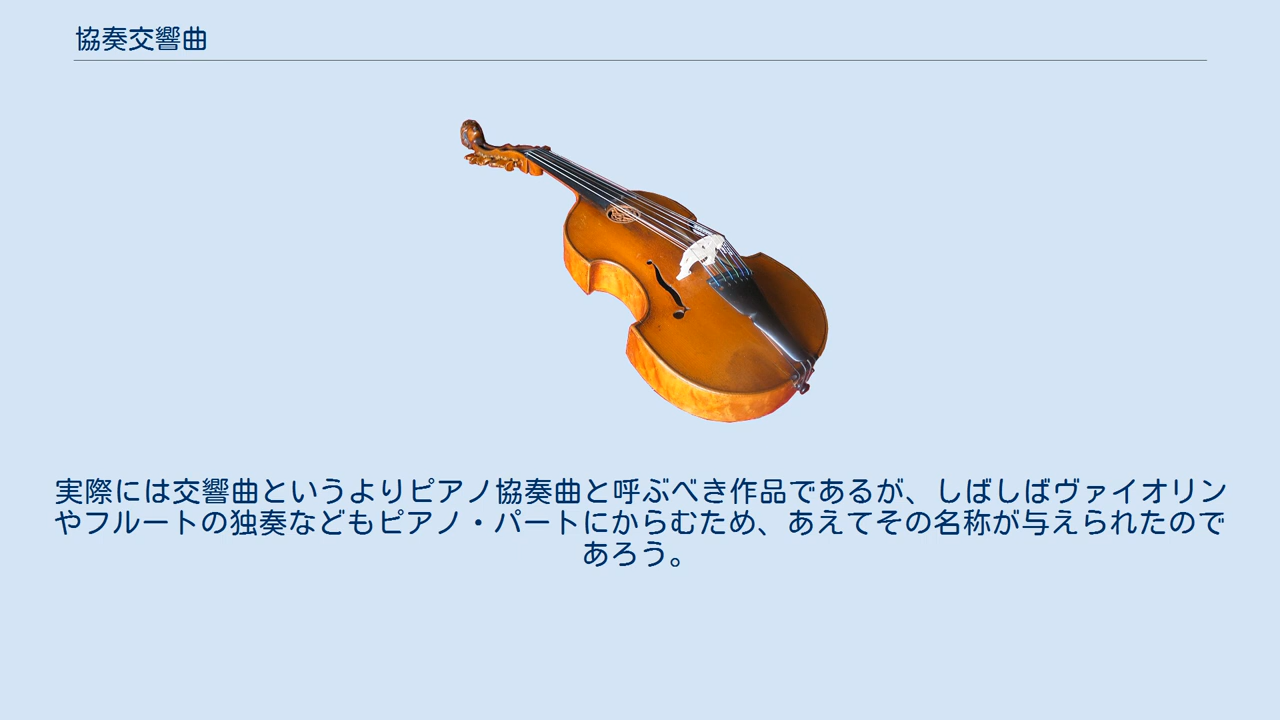 協奏交響曲
実際には交響曲というよりピアノ協奏曲と呼ぶべき作品であるが、しばしばヴァイオリン
やフルートの独奏などもピアノ・パートにからむため、あえてその名称が与えられたので
あろう。